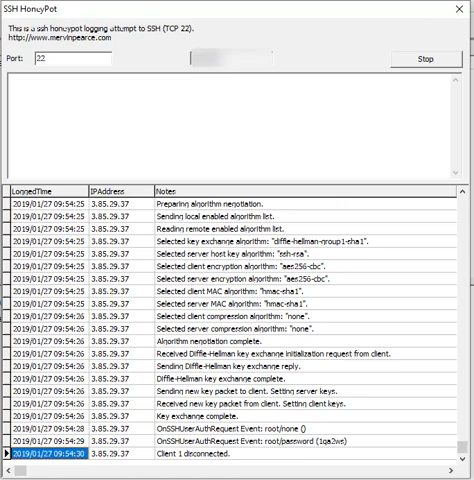 SSH HoneyPot
This is a ssh honeypot logging attempt to SSH (TCP 22).
http://www.mervinpearce.com
Port: 22 Stop
LoggedTime IPAddress Notes
2019/01/27 09:54:25 3.85.29.37 Preparing algorithm negotiation.
2019/01/27 09:54:25 3.85.29.37 Sending local enabled algorithm list.
2019/01/27 09:54:25 3.85.29.37 Reading remote enabled algorithm list.
2019/01/27 09:54:25 3.85.29.37 Selected key exchange algorithm: "diffie-hellman-group1-sha1".
2019/01/27 09:54:25 3.85.29.37 Selected server host key algorithm: "ssh-rsa".
2019/01/27 09:54:25 3.85.29.37 Selected client encryption algorithm: "aes256-cbc".
2019/01/27 09:54:25 3.85.29.37 Selected server encryption algorithm: "aes256-cbc".
2019/01/27 09:54:25 3.85.29.37 Selected client MAC algorithm: "hmac-sha1".
2019/01/27 09:54:25 3.85.29.37 Selected server MAC algorithm: "hmac-sha1".
2019/01/27 09:54:26 3.85.29.37 Selected client compression algorithm: "none".
2019/01/27 09:54:26 3.85.29.37 Selected server compression algorithm: "none".
2019/01/27 09:54:26 3.85.29.37 Algorithm negotiation complete.
2019/01/27 09:54:26 3.85.29.37 Received Diffie-Hellman key exchange initialization request from client.
2019/01/27 09:54:26 3.85.29.37 Sending Diffie-Hellman key exchange reply.
2019/01/27 09:54:26 3.85.29.37 Diffie-Hellman key exchange complete.
2019/01/27 09:54:26 3.85.29.37 Sending new key packet to client. Setting server keys.
2019/01/27 09:54:26 3.85.29.37 Received new key packet from client. Setting client keys.
2019/01/27 09:54:26 3.85.29.37 Key exchange complete.
2019/01/27 09:54:28 3.85.29.37 OnSSHUserAuthRequest Event: root/none ()
2019/01/27 09:54:29 3.85.29.37 OnSSHUserAuthRequest Event: root/password (1qa2ws)
2019/01/27 09:54:30 3.85.29.37 Client 1 disconnected.